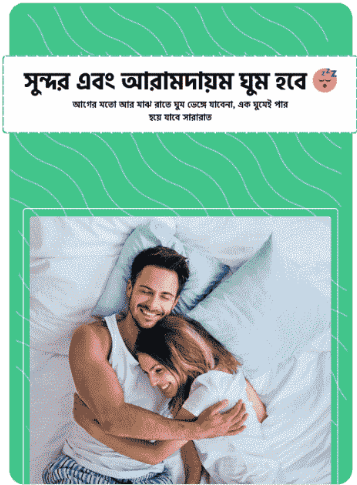 সুন্দর এবং আরামদায়ম ঘুম হবে
আগের মতো আর মাঝ রাতে ঘুম ভেঙ্গে যাবেনা, এক ঘুমেই পার
হয়ে যাবে সারারাত